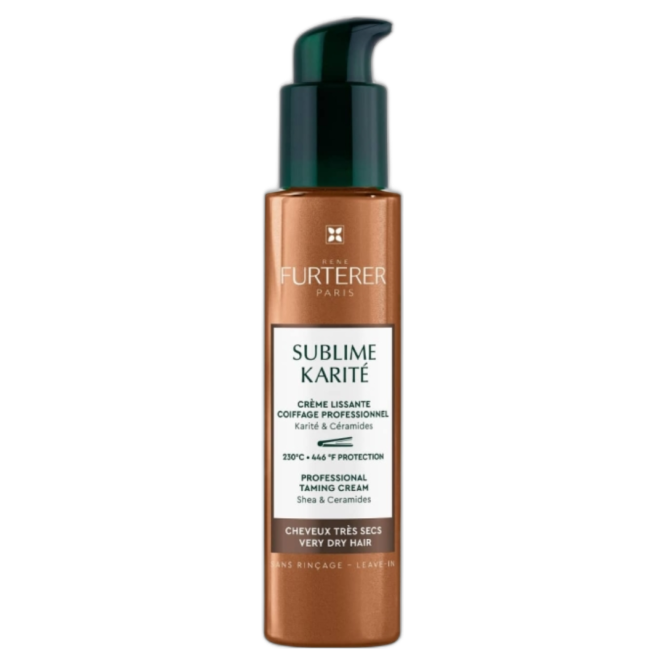 RENE
FURTERER
PARIS
SUBLIME
KARITÉ
CRÈME LISSANTE
COIFFAGE PROFESSIONNEL
Karité & Céramides
230°C • 446 °F PROTECTION
PROFESSIONAL
TAMING CREAM
Shea & Ceramides
CHEVEUX TRÈS SECS
VERY DRY HAIR
SANS RINÇAGE - LEAVE-IN